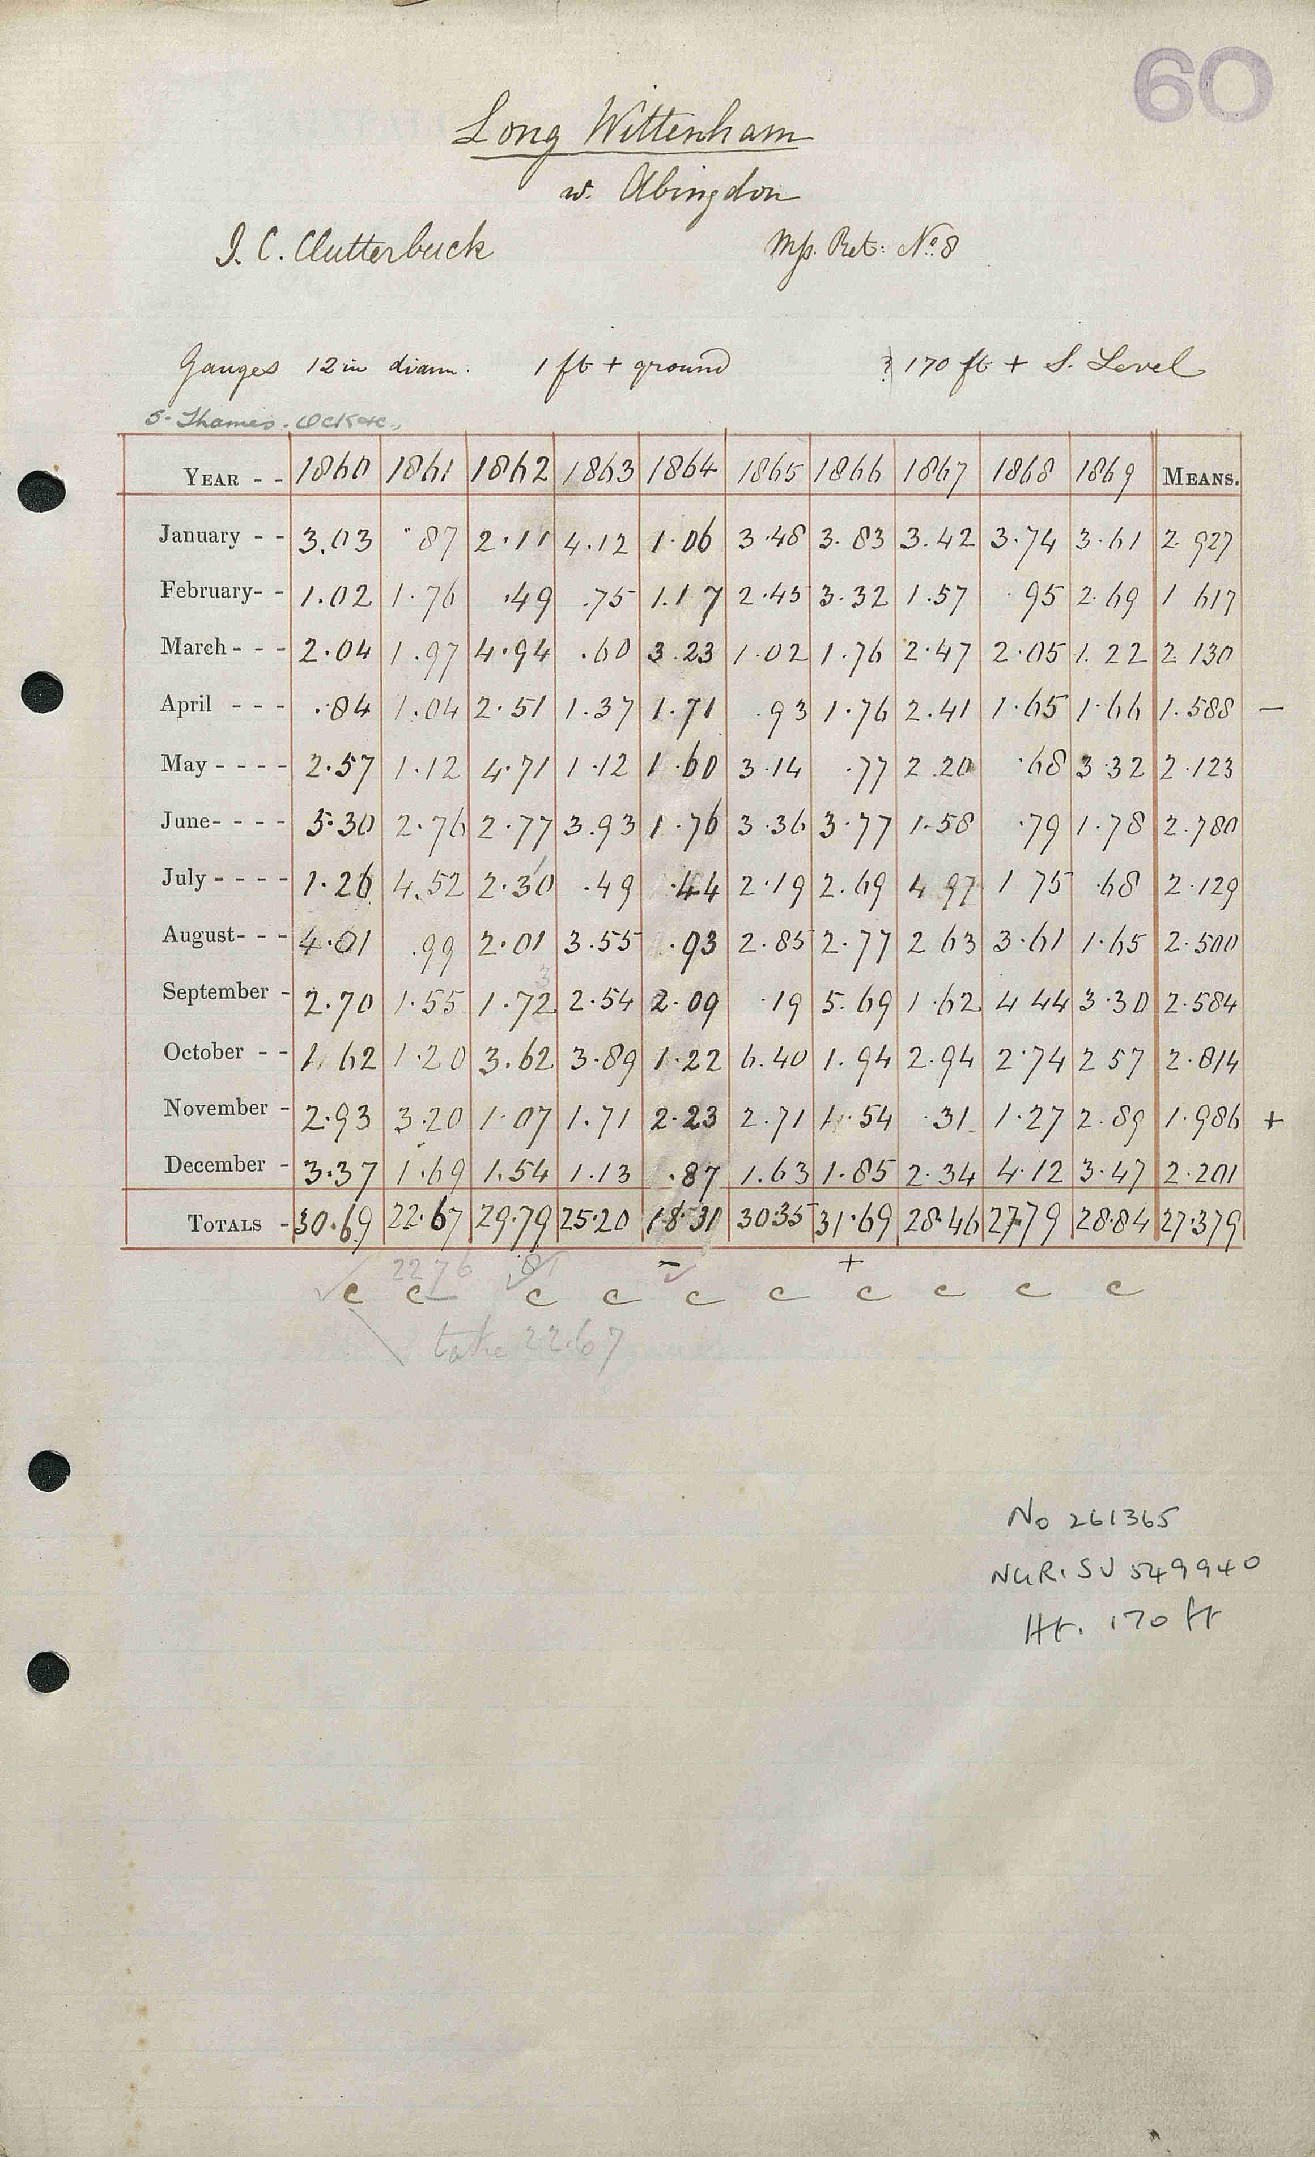 60
Long Wittenham
w. Abingdon
J. C. Clutterbuck Mss. Ret: No. 8
Gauges 12 in diam. 1 ft + ground ? 170 ft + S. Level
5. Thames. Ock &c.
YEAR - - 1860 1861 1862 1863 1864 1865 1866 1867 1868 1869 MEANS.
January - - 3.03 .87 2.11 4.12 1.06 3.48 3.83 3.42 3.74 3.61 2.927
February- - 1.02 1.76 .49 .75 1.17 2.45 3.32 1.57 .95 2.69 1.617
March - - - 2.04 1.97 4.94 .60 3.23 1.02 1.76 2.47 2.05 1.22 2.130
April - - - .84 1.04 2.51 1.37 1.71 .93 1.76 2.41 1.65 1.66 1.588 –
May - - - - 2.57 1.12 4.71 1.12 1.60 3.14 .77 2.20 .68 3.32 2.123
June- - - - 5.30 2.76 2.77 3.93 1.76 3.36 3.77 1.58 .79 1.78 2.780
July - - - - 1.26 4.52 2.30 .49 .44 2.19 2.69 4.97 1.75 .68 2.129
August- - - 4.01 .99 2.01 3.55 .93 2.85 2.77 2.63 3.61 1.65 2.500
3
September - 2.70 1.55 1.72 2.54 2.09 .19 5.69 1.62 4.44 3.30 2.584
October - - 1.62 1.20 3.62 3.89 1.22 6.40 1.94 2.94 2.74 2.57 2.814
November - 2.93 3.20 1.07 1.71 2.23 2.71 1.54 .31 1.27 2.89 1.986 +
December - 3.37 1.69 1.54 1.13 .87 1.63 1.85 2.34 4.12 3.47 2.201
TOTALS - 30.69 22.67 29.79 25.20 18.31 30.35 31.69 28.46 27.79 28.84 27.379
22 76 – +
c c c c c c c c c c
take 22.67
No 261365
NGR. SU 549940
Ht. 170 ft